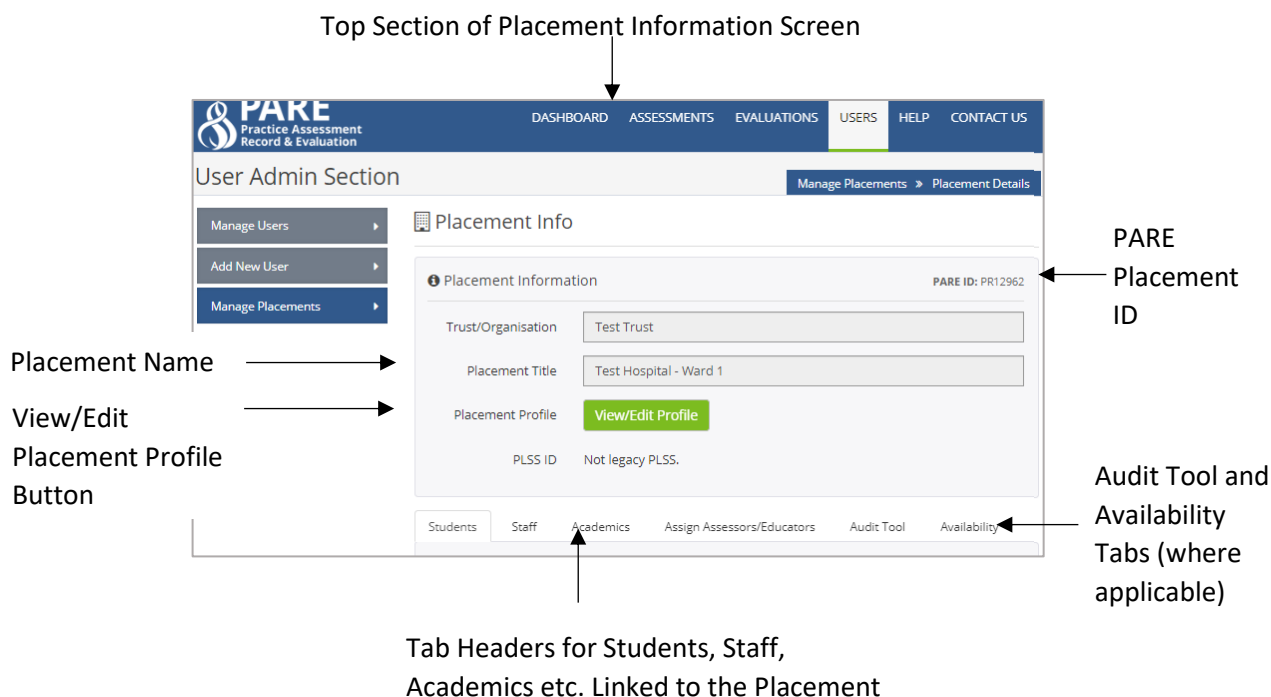 Top Section of Placement Information Screen
PARE
Practice Assessment
Record & Evaluation
DASHBOARD ASSESSMENTS EVALUATIONS USERS HELP CONTACT US
User Admin Section
Manage Placements » Placement Details
Manage Users
Add New User
Manage Placements
Placement Info
Placement Information
PARE ID: PR12962
Trust/Organisation Test Trust
Placement Title Test Hospital - Ward 1
Placement Profile View/Edit Profile
PLSS ID Not legacy PLSS.
Students Staff Academics Assign Assessors/Educators Audit Tool Availability
PARE
Placement
ID
Placement Name
View/Edit
Placement Profile
Button
Audit Tool and
Availability
Tabs (where
applicable)
Tab Headers for Students, Staff,
Academics etc. Linked to the Placement